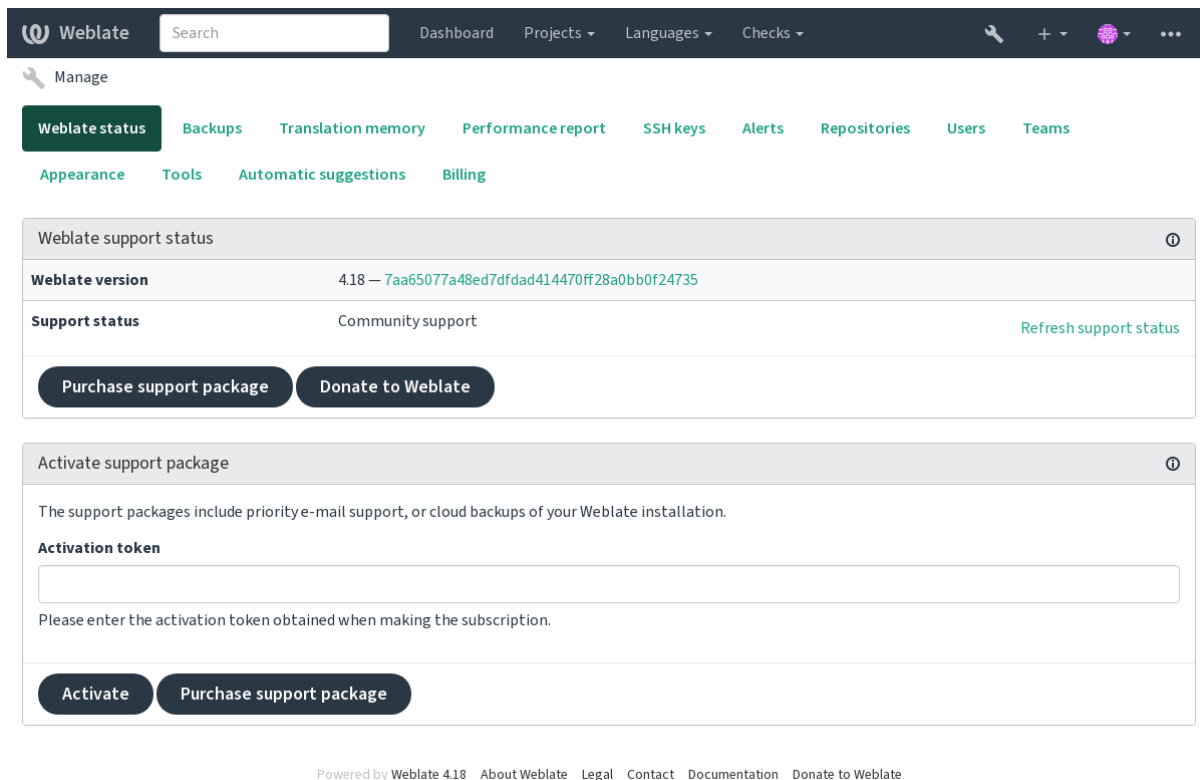 Weblate Search Dashboard Projects Languages Checks
Manage
Weblate status Backups Translation memory Performance report SSH keys Alerts Repositories Users Teams
Appearance Tools Automatic suggestions Billing
Weblate support status
Weblate version 4.18 — 7aa65077a48ed7dfdad414470ff28a0bb0f24735
Support status Community support Refresh support status
Purchase support package Donate to Weblate
Activate support package
The support packages include priority e-mail support, or cloud backups of your Weblate installation.
Activation token
Please enter the activation token obtained when making the subscription.
Activate Purchase support package
Powered by Weblate 4.18 About Weblate Legal Contact Documentation Donate to Weblate